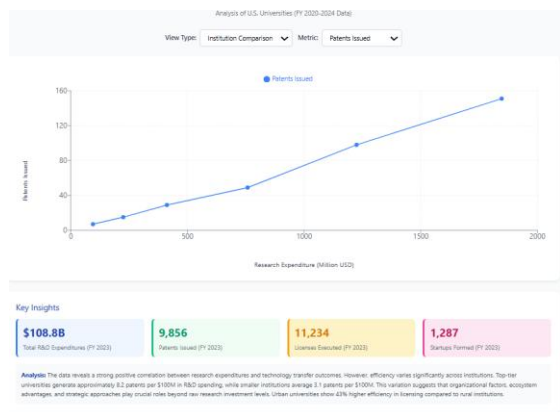 Analysis of U.S. Universities (FY 2020-2024 Data)
View Type: Institution Comparison Metric: Patents Issued
Patents Issued
160
120
80
40
0
Patents Issued
0 500 1000 1500 2000
Research Expenditure (Million USD)
Key Insights
$108.8B
Total R&D Expenditures (FY 2023)
9,856
Patents Issued (FY 2023)
11,234
Licenses Executed (FY 2023)
1,287
Startups Formed (FY 2023)
Analysis: The data reveals a strong positive correlation between research expenditures and technology transfer outcomes. However, efficiency varies significantly across institutions. Top-tier
universities generate approximately 8.2 patents per $100M in R&D spending, while smaller institutions average 3.1 patents per $100M. This variation suggests that organizational factors, ecosystem
advantages, and strategic approaches play crucial roles beyond raw research investment levels. Urban universities show 43% higher efficiency in licensing compared to rural institutions.